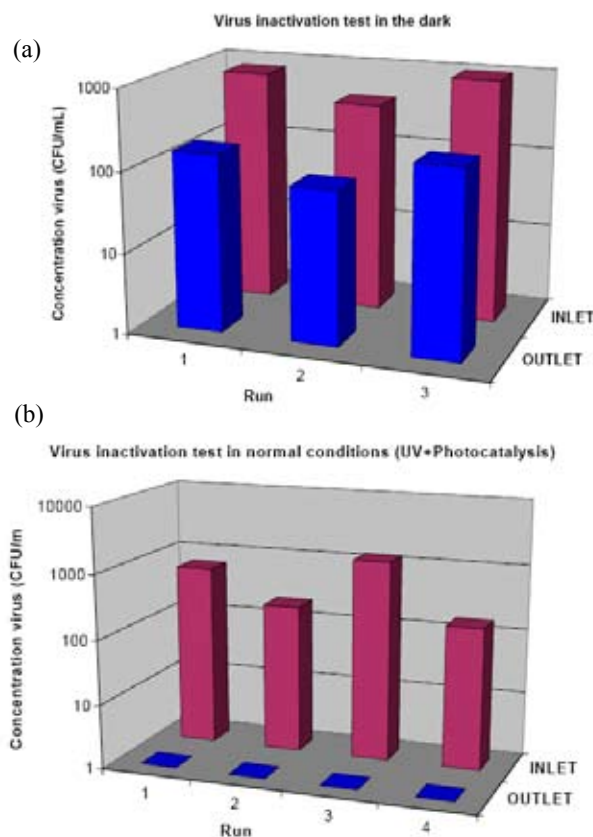 Virus inactivation test in the dark
(a)
1000
100
10
1
Concentration virus (CFU/mL)
1
2
3
Run
INLET
OUTLET
(b)
Virus inactivation test in normal conditions (UV+Photocatalysis)
10000
1000
100
10
1
Concentration virus (CFU/m
1
2
3
4
Run
INLET
OUTLET